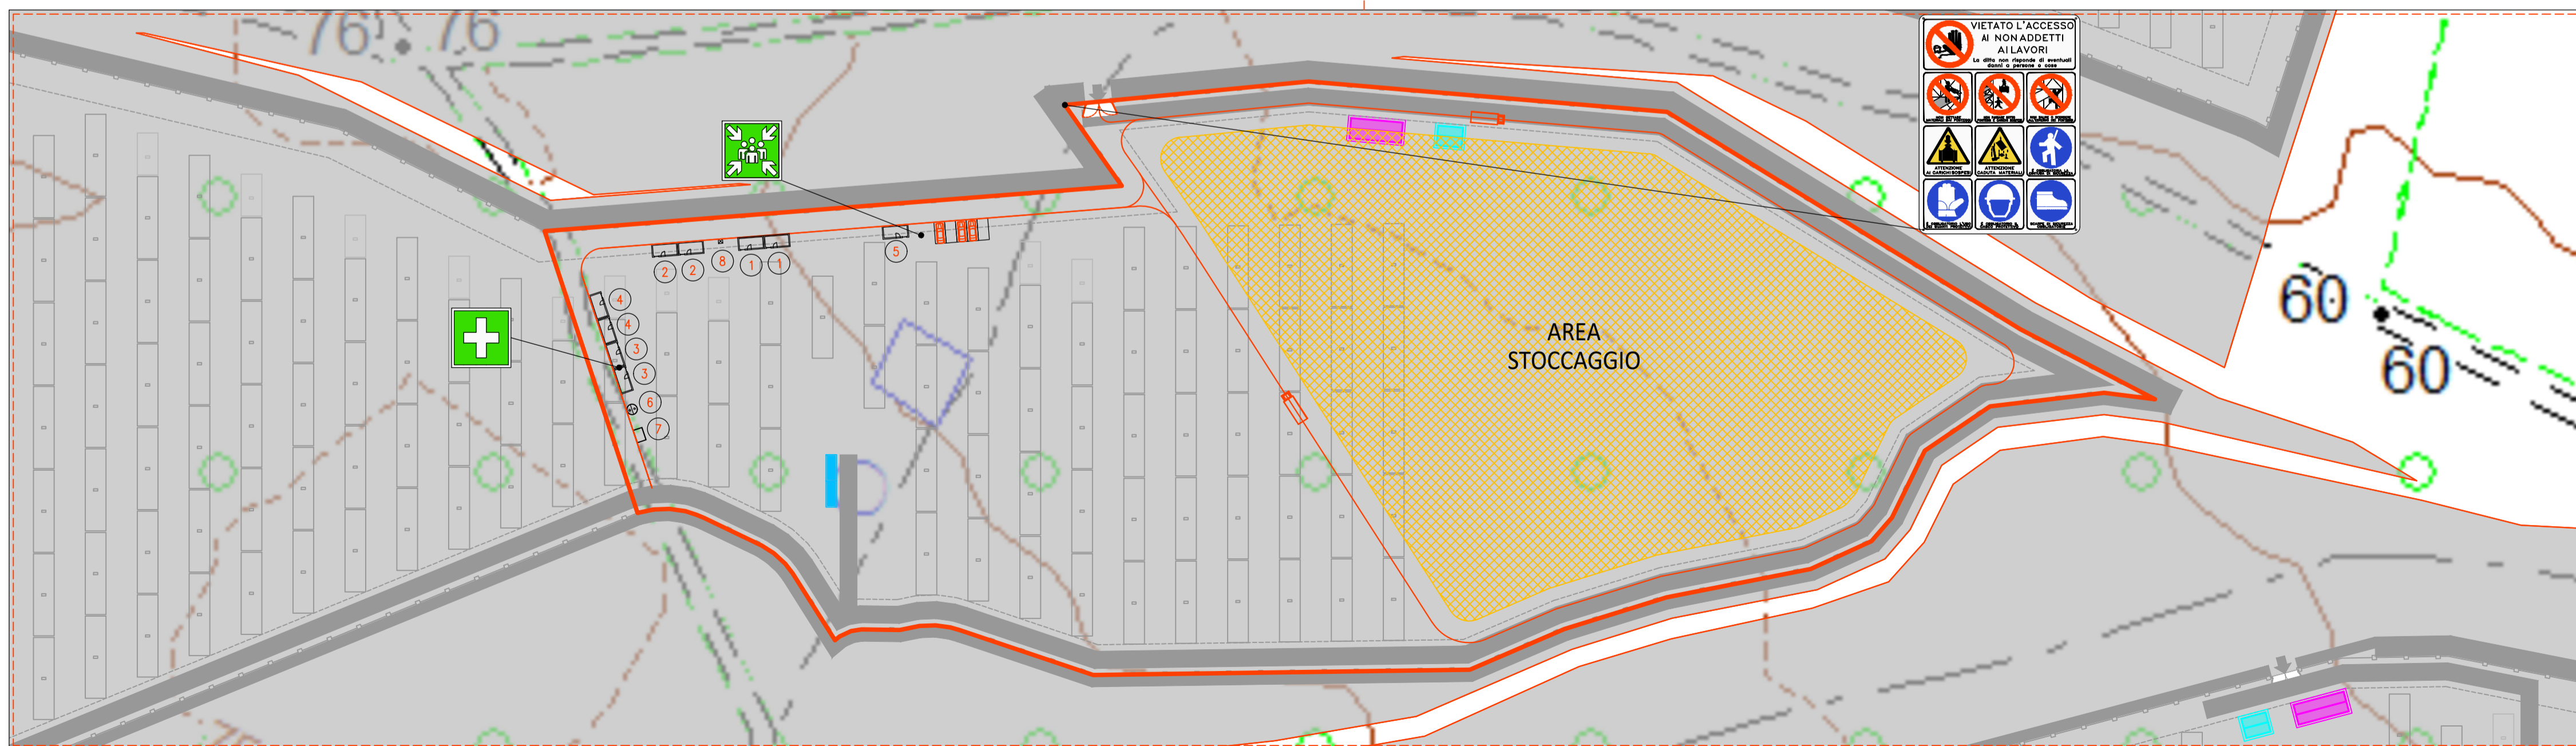 76 76
VIETATO L'ACCESSO
AI NON ADDETTI
AI LAVORI
La ditta non risponde di eventuali
danni a persone o cose
ATTENZIONE
AI CARICHI SOSPESI
ATTENZIONE
CADUTA MATERIALI
2 2 8 1 1
5
4
4
3
3
6
7
AREA
STOCCAGGIO
60
60